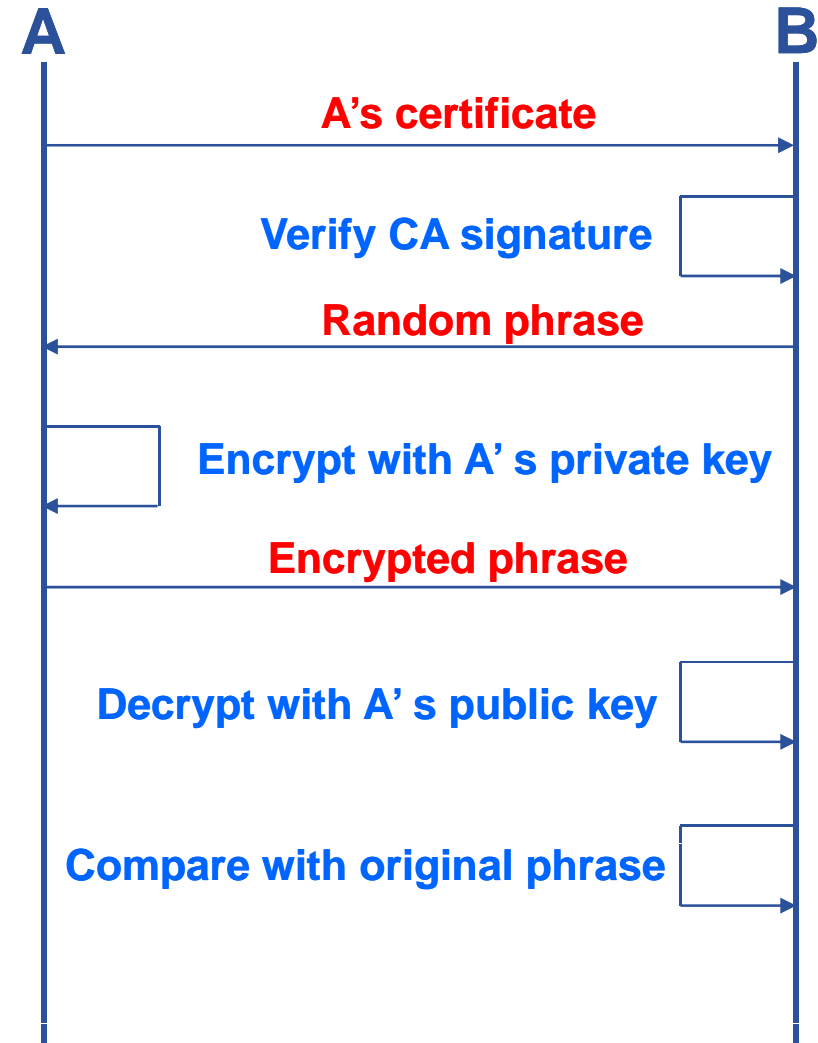 A
B
A’s certificate
Verify CA signature
Random phrase
Encrypt with A’ s private key
Encrypted phrase
Decrypt with A’ s public key
Compare with original phrase